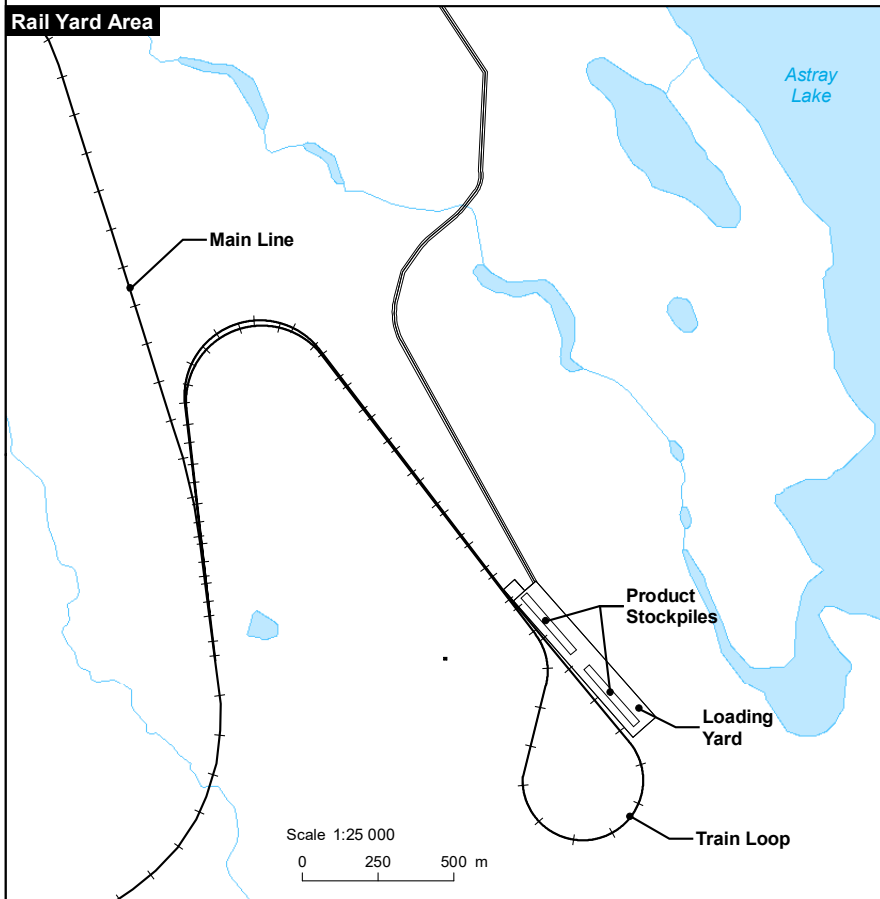 Rail Yard Area
Astray
Lake
Main Line
Product
Stockpiles
Loading
Yard
Train Loop
Scale 1:25 000
0 250 500 m